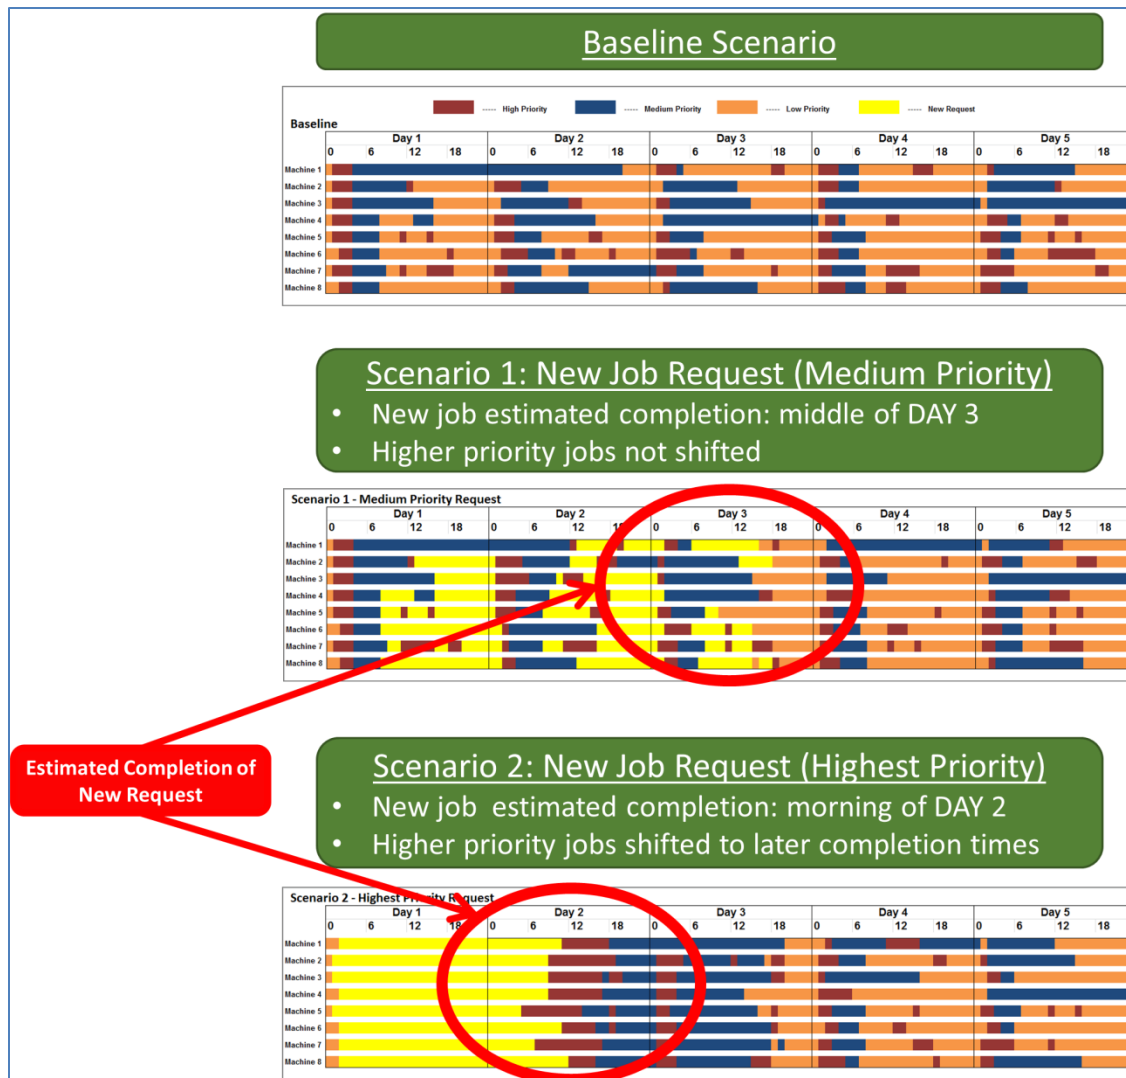 Baseline Scenario
---- High Priority ---- Medium Priority ---- Low Priority ---- New Request
Baseline
Day 1 Day 2 Day 3 Day 4 Day 5
0 6 12 18 0 6 12 18 0 6 12 18 0 6 12 18 0 6 12 18
Machine 1
Machine 2
Machine 3
Machine 4
Machine 5
Machine 6
Machine 7
Machine 8
Scenario 1: New Job Request (Medium Priority)
• New job estimated completion: middle of DAY 3
• Higher priority jobs not shifted
Scenario 1 - Medium Priority Request
Day 1 Day 2 Day 3 Day 4 Day 5
0 6 12 18 0 6 12 18 0 6 12 18 0 6 12 18 0 6 12 18
Machine 1
Machine 2
Machine 3
Machine 4
Machine 5
Machine 6
Machine 7
Machine 8
Estimated Completion of
New Request
Scenario 2: New Job Request (Highest Priority)
• New job estimated completion: morning of DAY 2
• Higher priority jobs shifted to later completion times
Scenario 2 - Highest Priority Request
Day 1 Day 2 Day 3 Day 4 Day 5
0 6 12 18 0 6 12 18 0 6 12 18 0 6 12 18 0 6 12 18
Machine 1
Machine 2
Machine 3
Machine 4
Machine 5
Machine 6
Machine 7
Machine 8